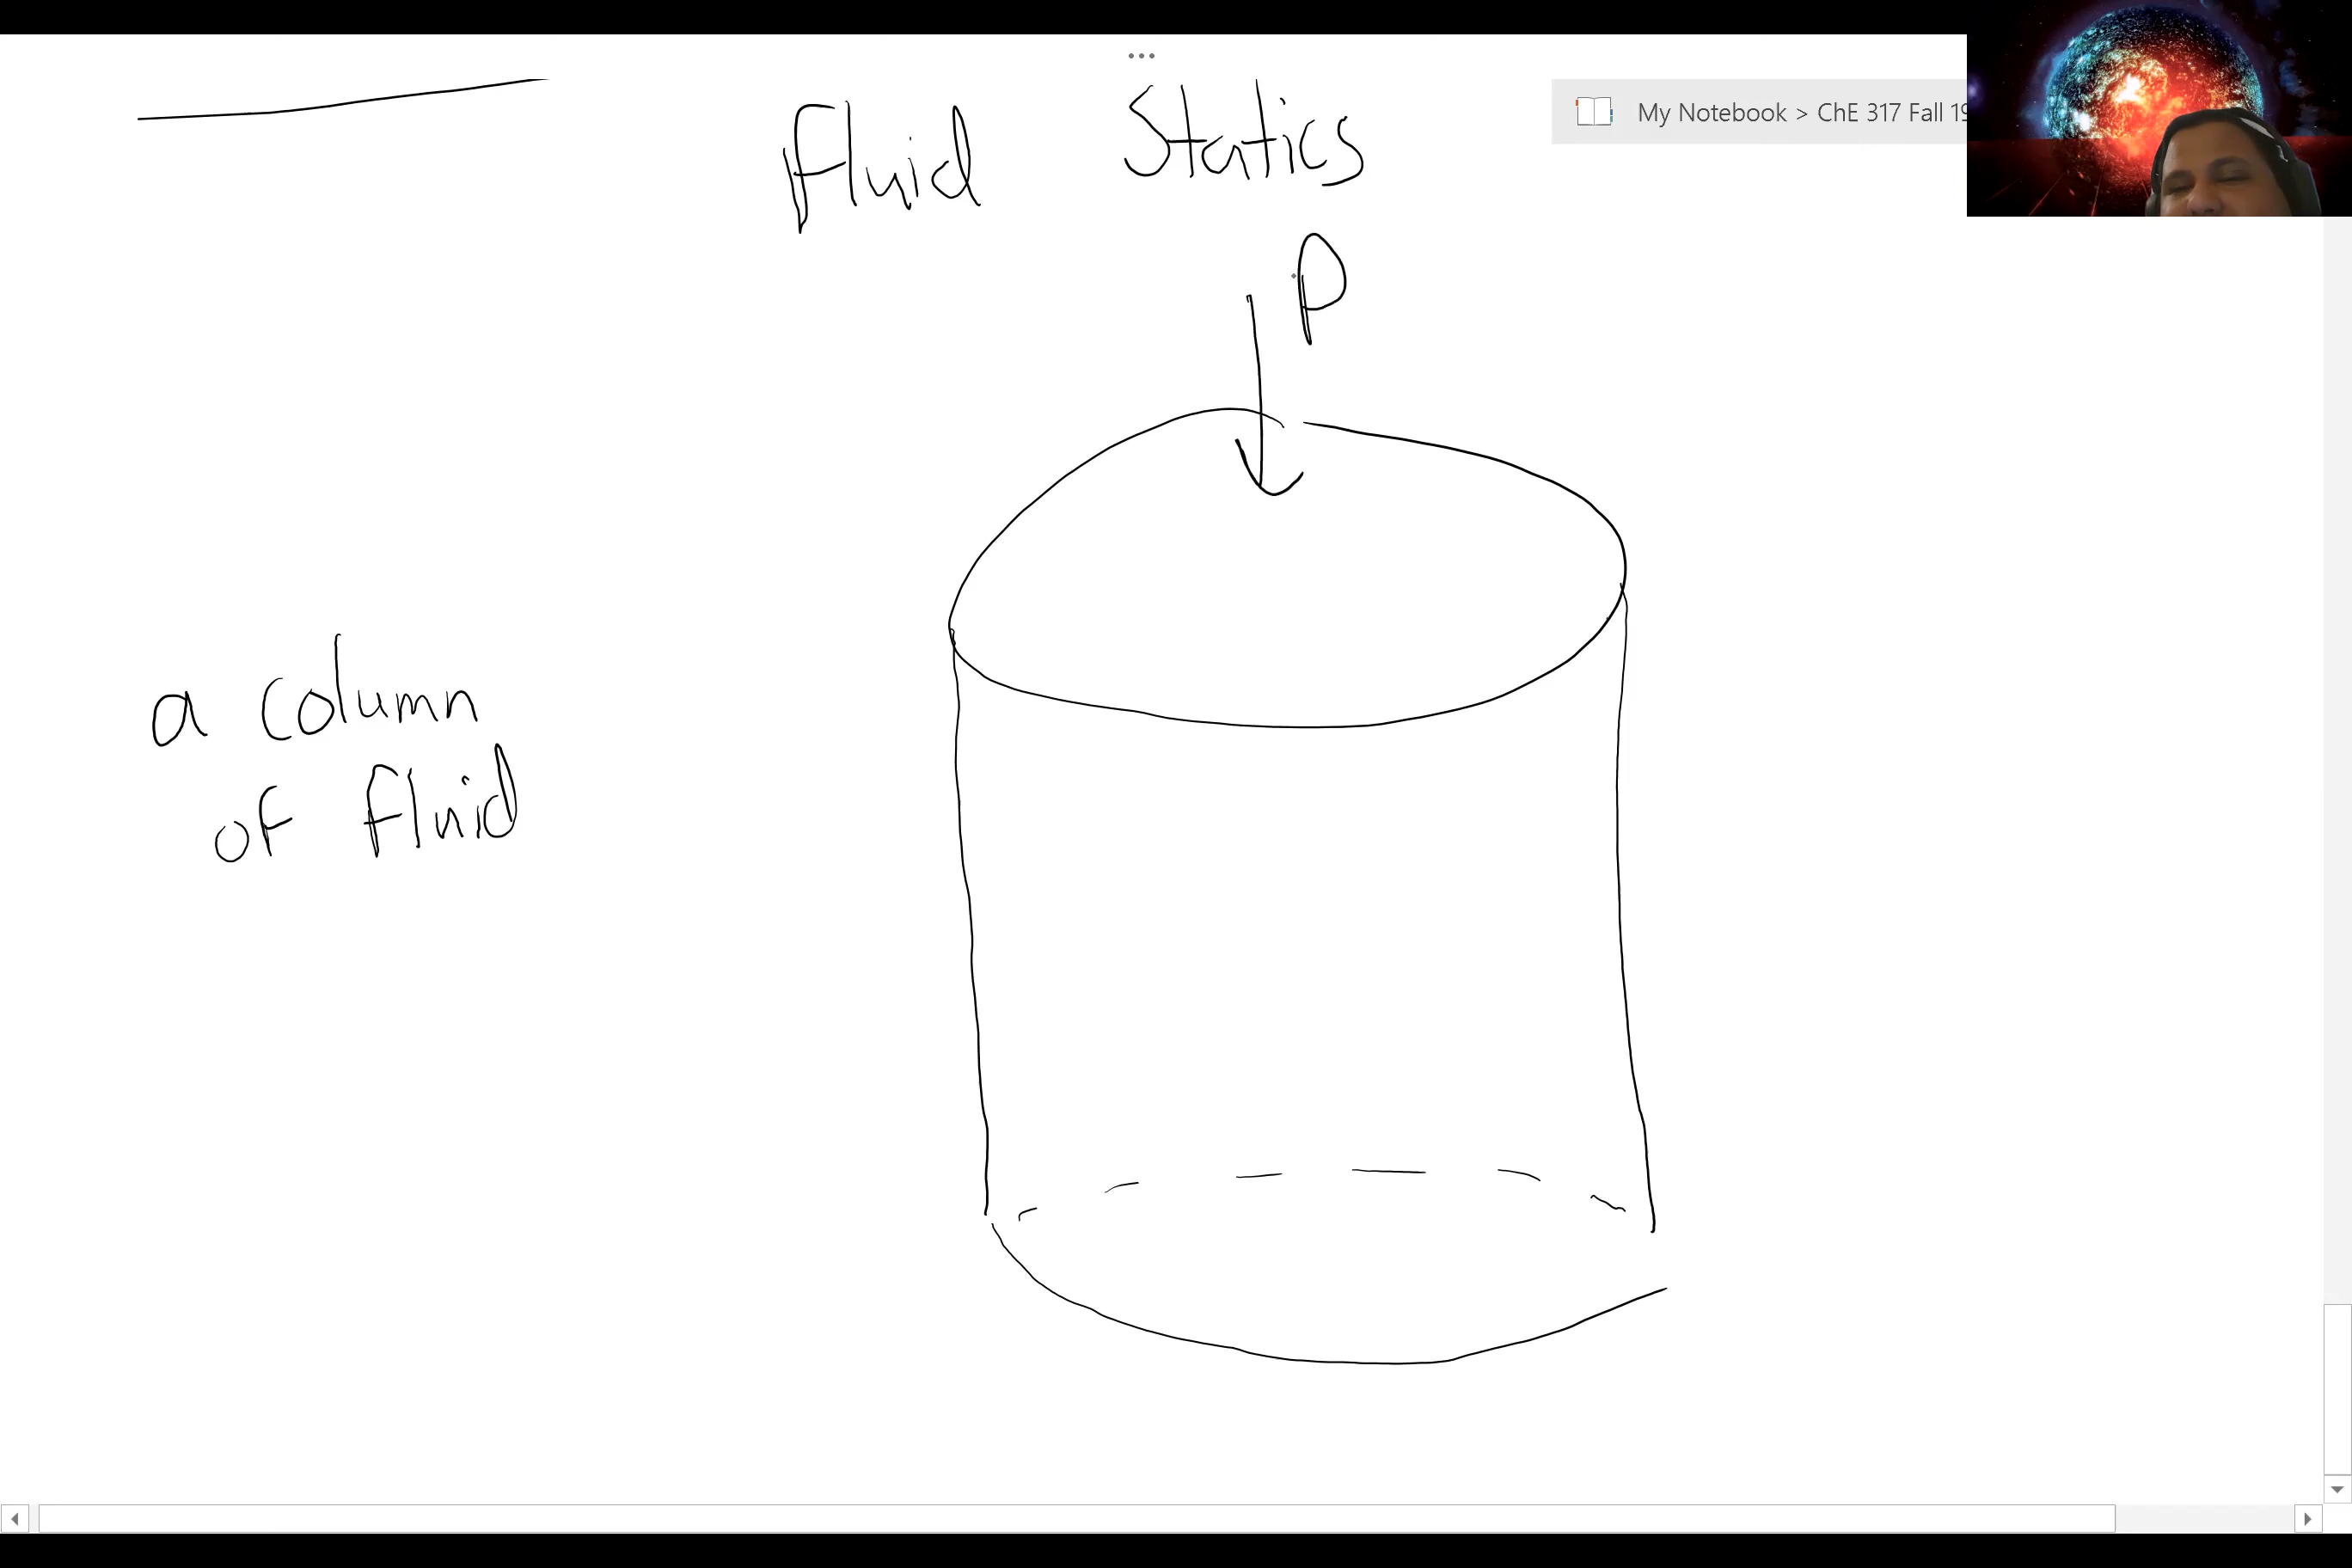 Fluid Statics
My Notebook > ChE 317 Fall 19
P
a column
of fluid